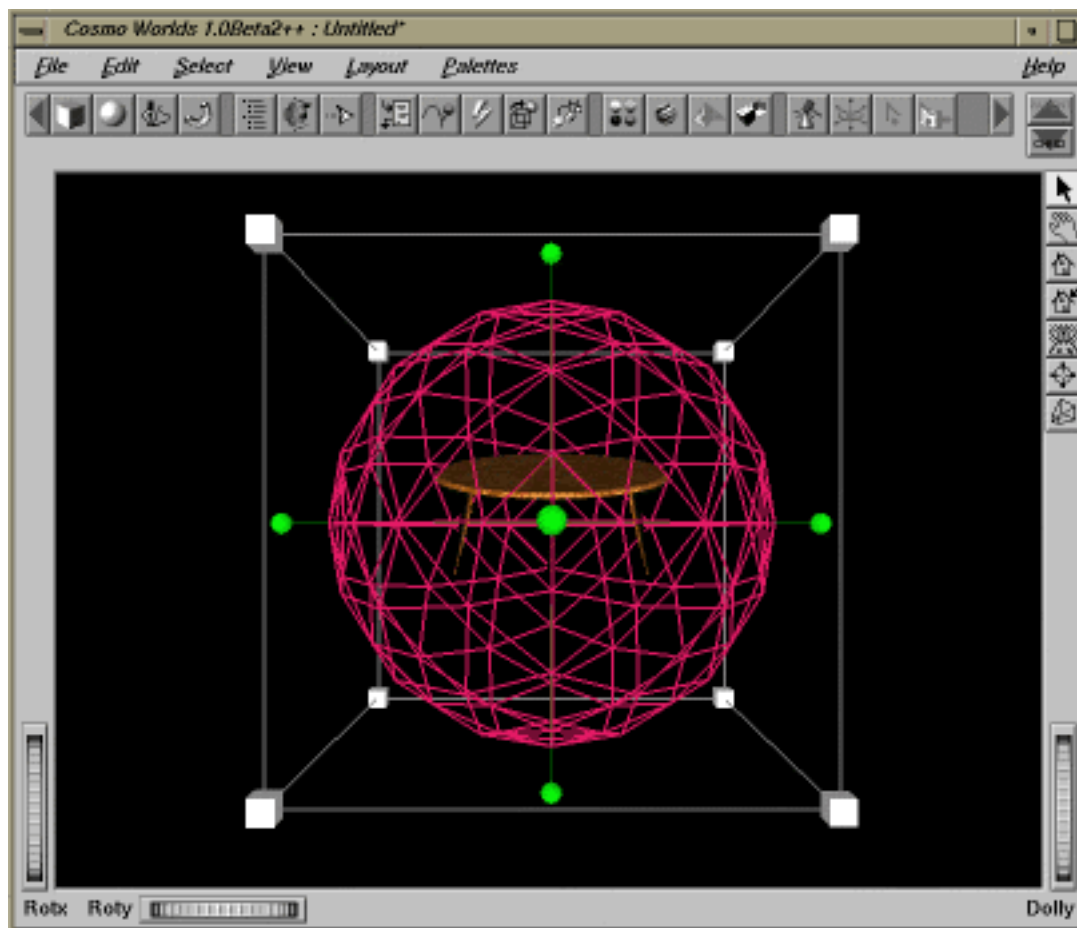 Cosmo Worlds 1.0Beta2++ : Untitled*
File Edit Select View Layout Palettes Help
Rotx Roty Dolly